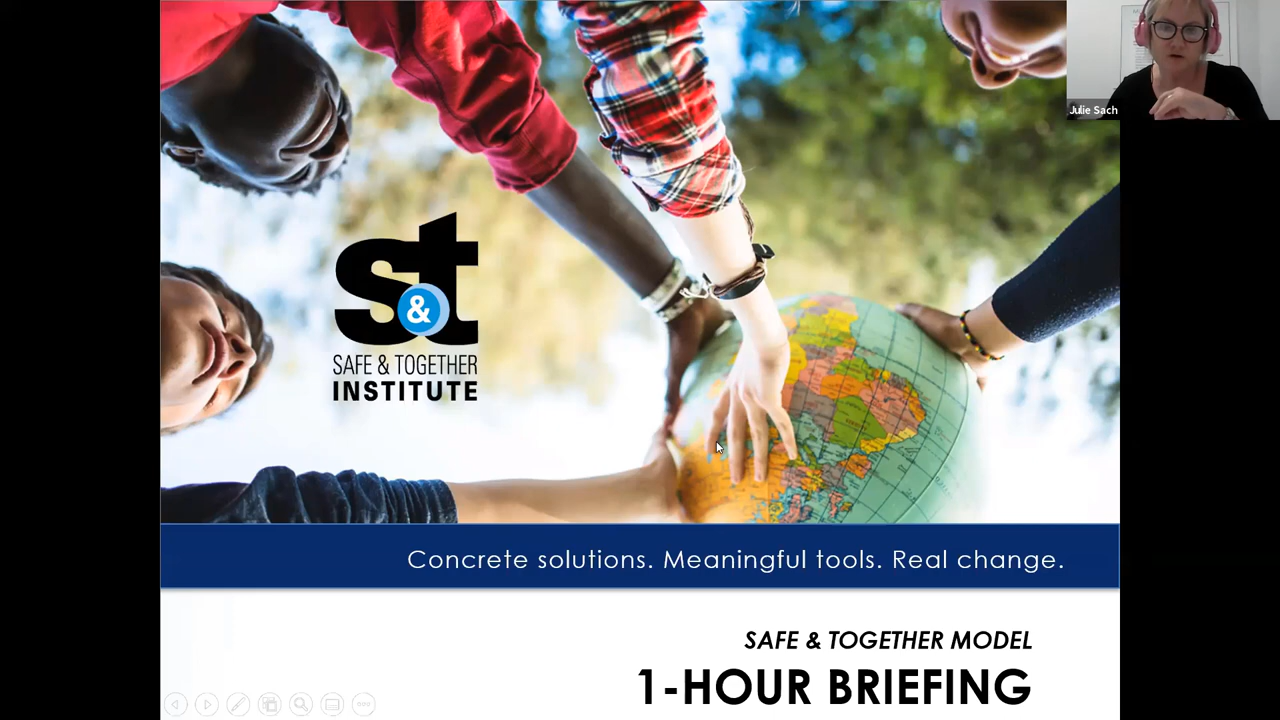 Julie Sach
s&t
SAFE & TOGETHER
INSTITUTE
Concrete solutions. Meaningful tools. Real change.
SAFE & TOGETHER MODEL
1-HOUR BRIEFING